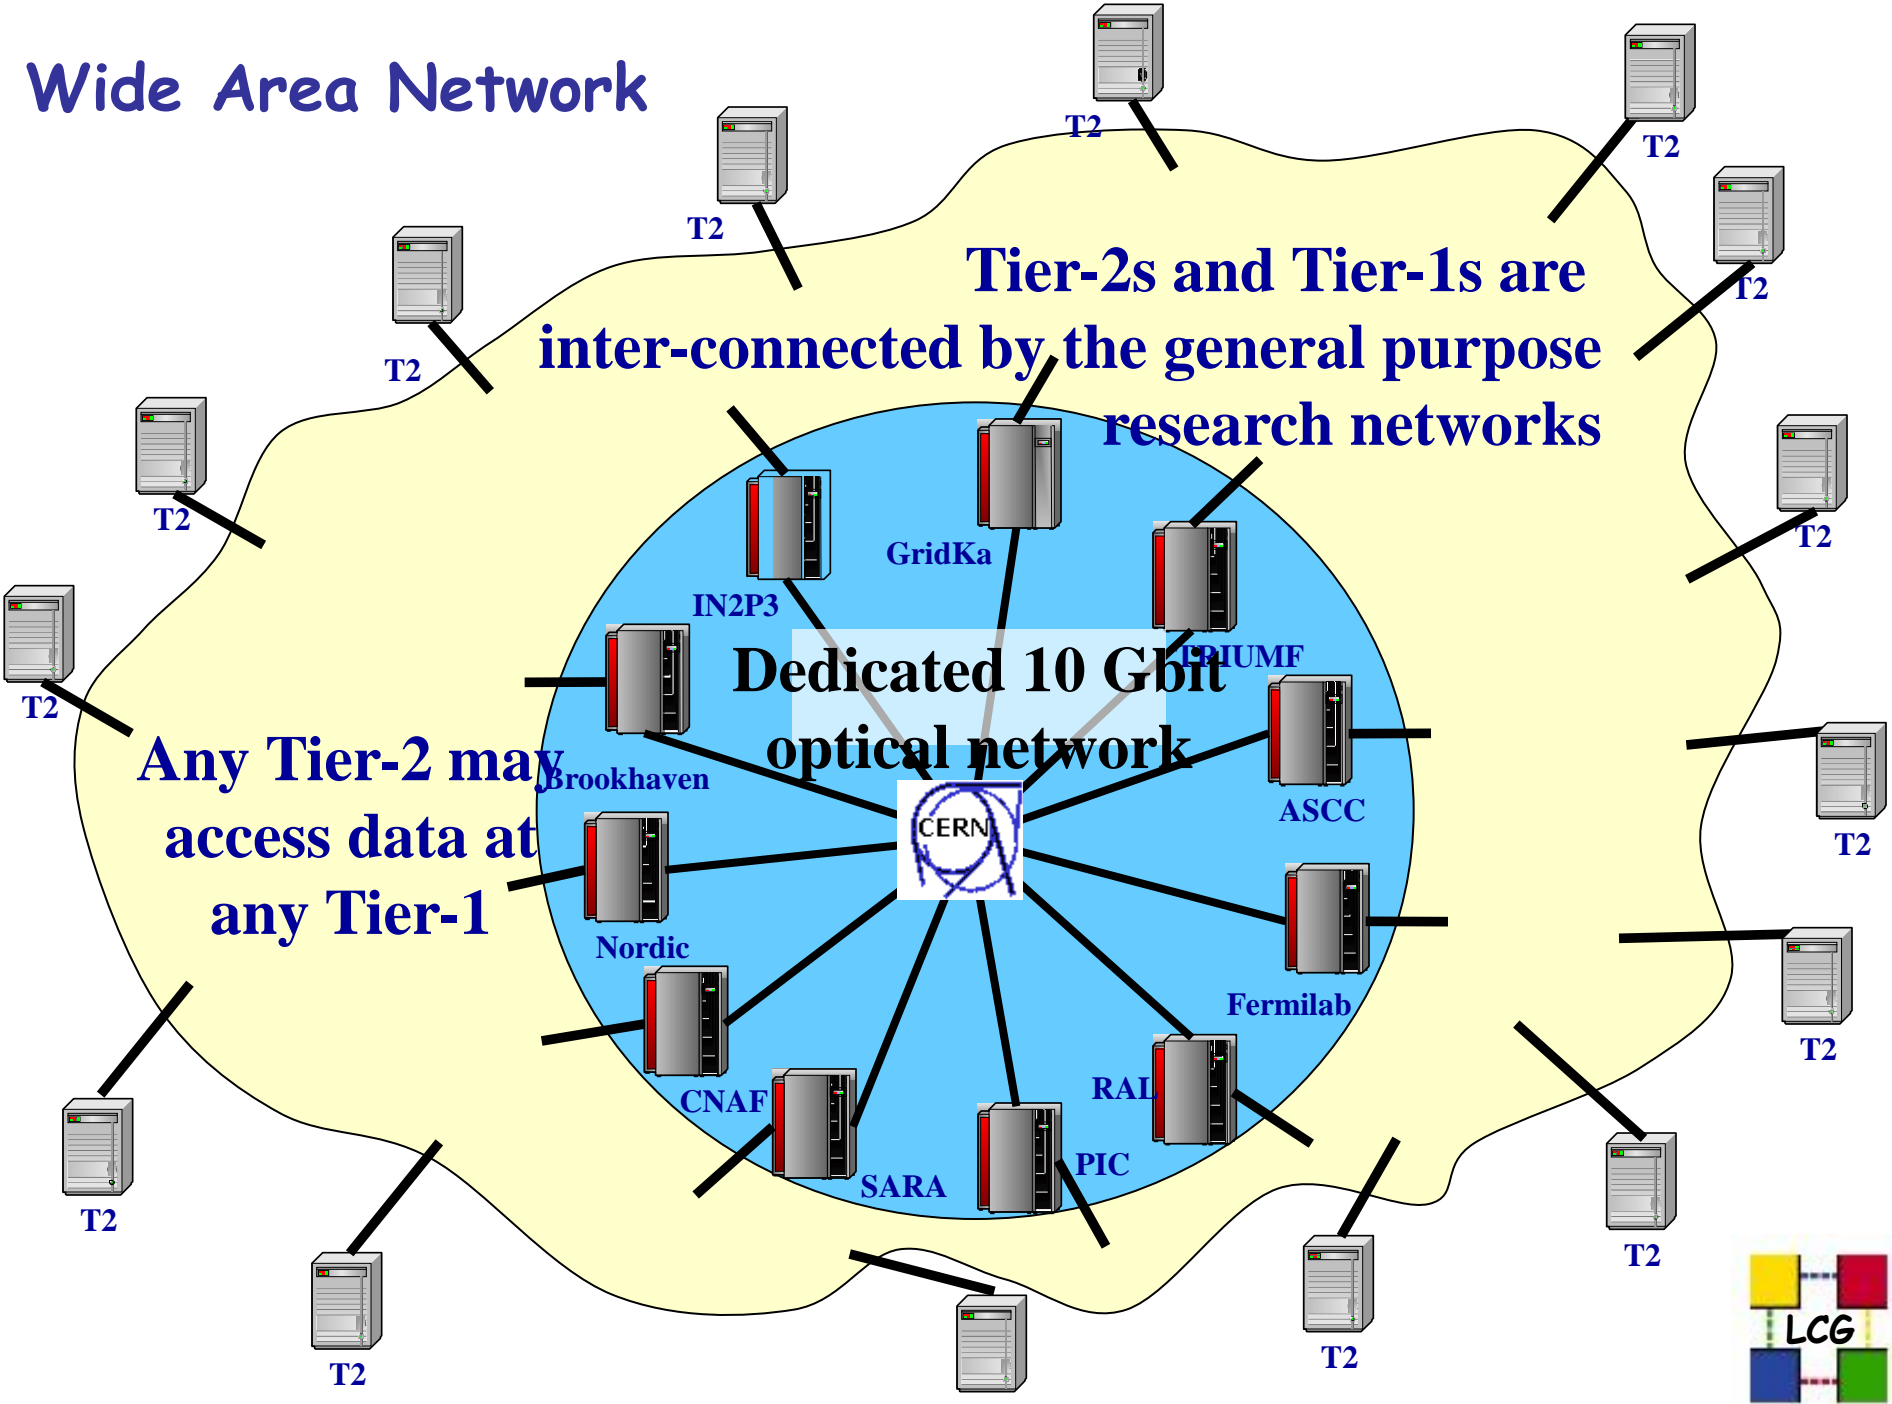 Wide Area Network
T2
T2
T2
T2
T2
T2
Tier-2s and Tier-1s are
inter-connected by the general purpose
research networks
T2
T2
T2
GridKa
IN2P3
TRIUMF
Dedicated 10 Gbit
optical network
T2
Any Tier-2 may
access data at
any Tier-1
Brookhaven
ASCC
CERN
T2
Nordic
Fermilab
T2
CNAF
RAL
PIC
SARA
T2
T2
T2
T2
LCG